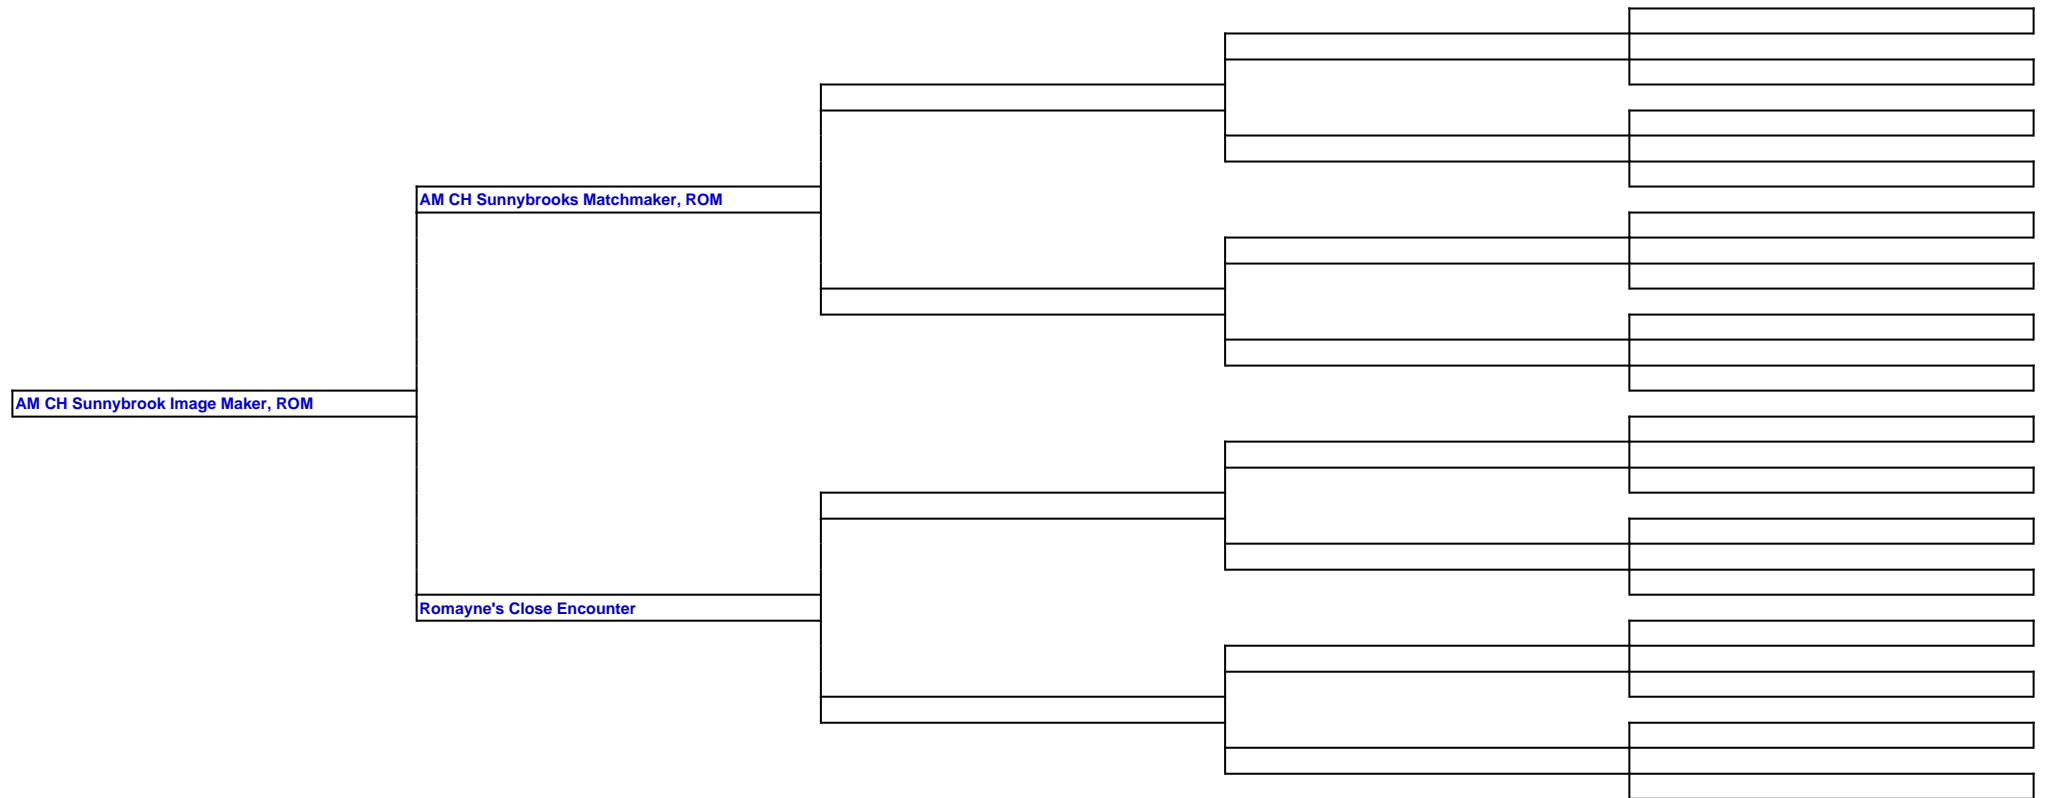 AM CH Sunnybrooks Matchmaker, ROM
AM CH Sunnybrook Image Maker, ROM
Romayne's Close Encounter